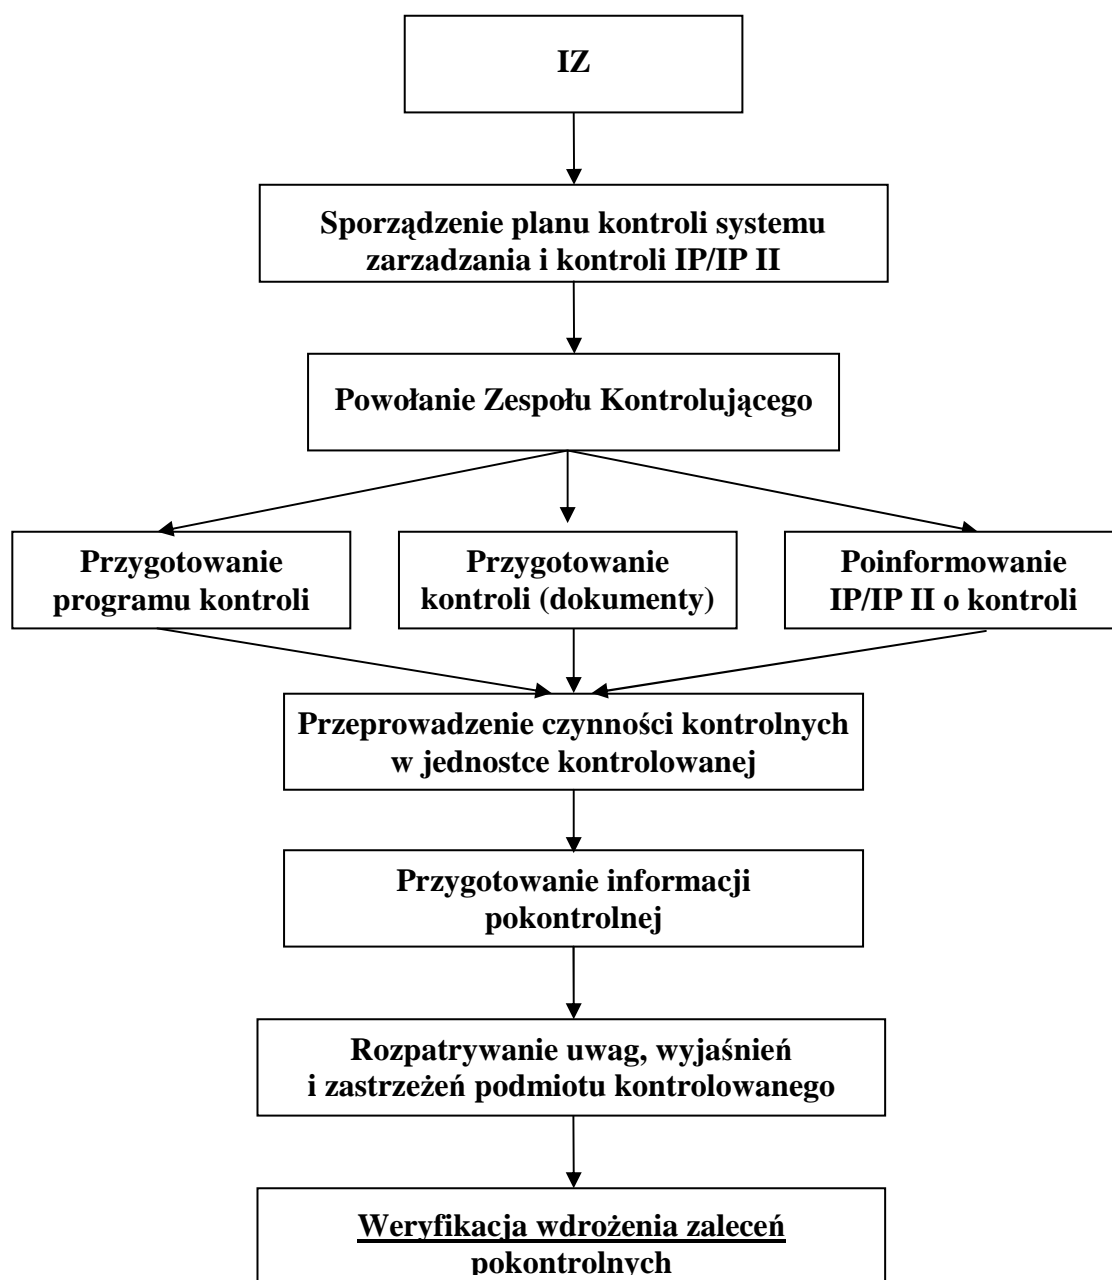 IZ
Sporządzenie planu kontroli systemu
zarzadzania i kontroli IP/IP II
Powołanie Zespołu Kontrolującego
Przygotowanie
programu kontroli
Przygotowanie
kontroli (dokumenty)
Poinformowanie
IP/IP II o kontroli
Przeprowadzenie czynności kontrolnych
w jednostce kontrolowanej
Przygotowanie informacji
pokontrolnej
Rozpatrywanie uwag, wyjaśnień
i zastrzeżeń podmiotu kontrolowanego
Weryfikacja wdrożenia zaleceń
pokontrolnych